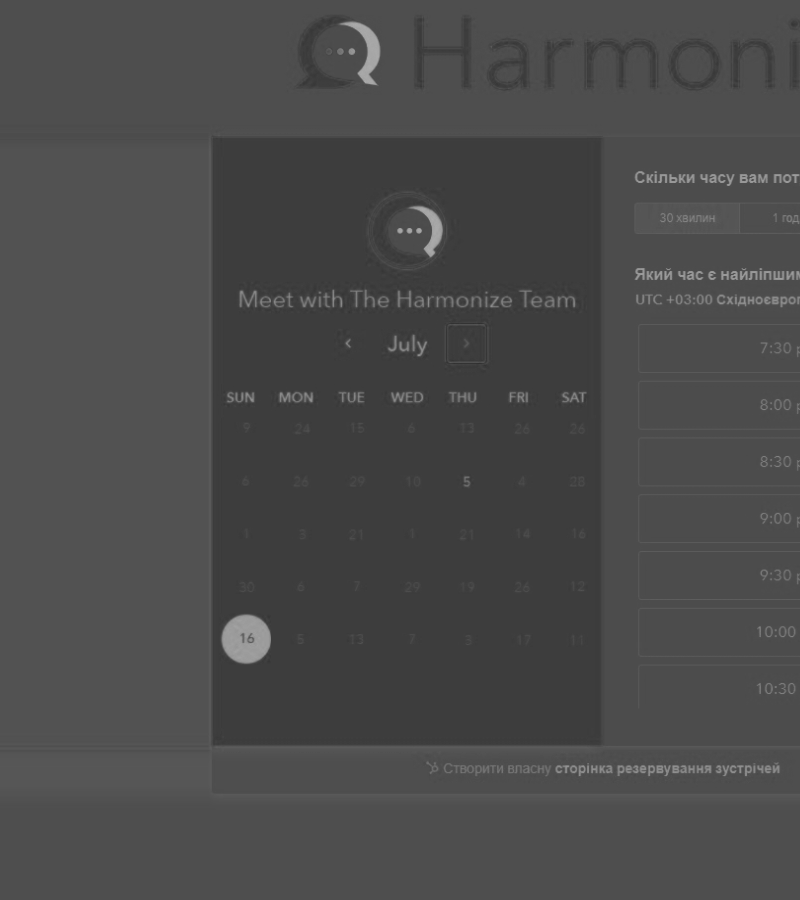 Harmoni
Meet with The Harmonize Team
July
SUN MON TUE WED THU FRI SAT
9 24 15 6 13 26 26
6 26 29 10 5 4 28
1 3 21 1 21 14 16
30 6 7 29 19 26 12
16 5 13 7 3 17 11
Скільки часу вам пот
30 хвилин 1 год
Який час є найліпшим
UTC +03:00 Східноєвроп
7:30 р
8:00 р
8:30 р
9:00 р
9:30 р
10:00
10:30
Створити власну сторінка резервування зустрічей